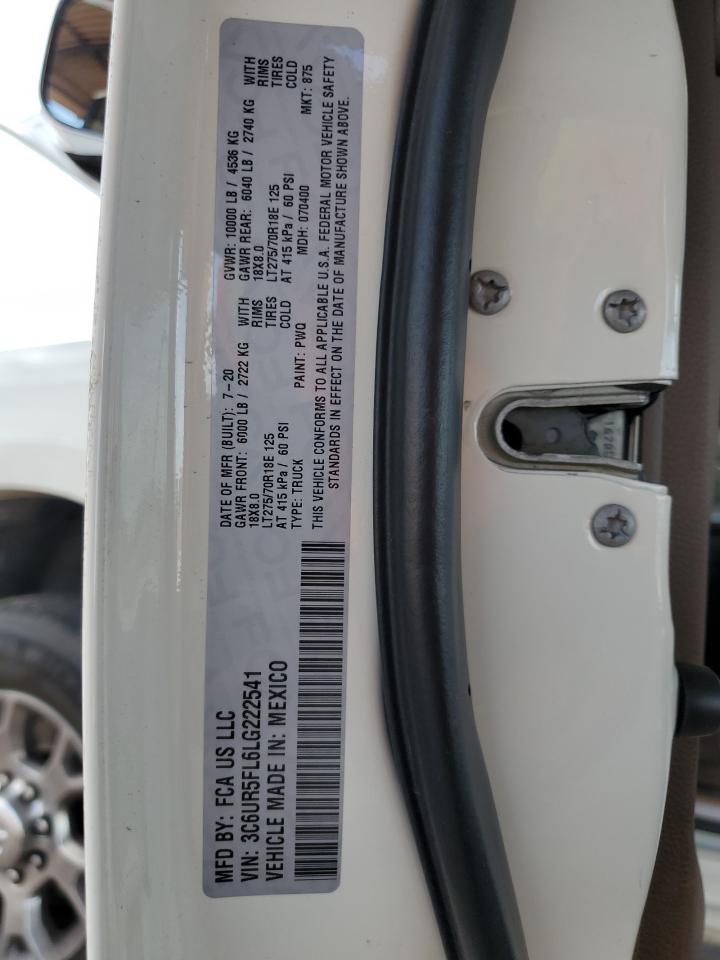 MFD BY: FCA US LLC
VIN: 3C6UR5FL6LG222541
VEHICLE MADE IN: MEXICO
DATE OF MFR (BUILT): 7-20 GVWR: 10000 LB / 4536 KG
GAWR FRONT: 6000 LB / 2722 KG WITH GAWR REAR: 6040 LB / 2740 KG WITH
18X8.0 RIMS 18X8.0 RIMS
LT275/70R18E 125 TIRES LT275/70R18E 125 TIRES
AT 415 kPa / 60 PSI COLD AT 415 kPa / 60 PSI COLD
TYPE: TRUCK PAINT: PWQ MDH: 070400 MKT: 875
THIS VEHICLE CONFORMS TO ALL APPLICABLE U.S.A. FEDERAL MOTOR VEHICLE SAFETY
STANDARDS IN EFFECT ON THE DATE OF MANUFACTURE SHOWN ABOVE.